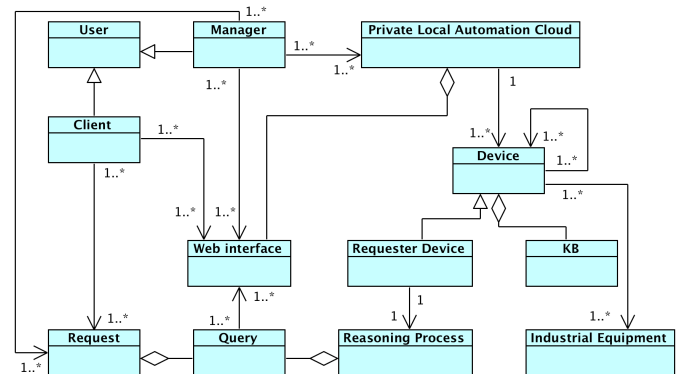 1..*
User
Manager
Private Local Automation Cloud
1..*
1..*
1..*
1
Client
1..*
1..*
1..*
Device
1..*
1..*
1..*
1..*
1..*
Web interface
Requester Device
KB
1..*
1
1..*
1..*
1
1..*
Request
Query
Reasoning Process
Industrial Equipment
1..*